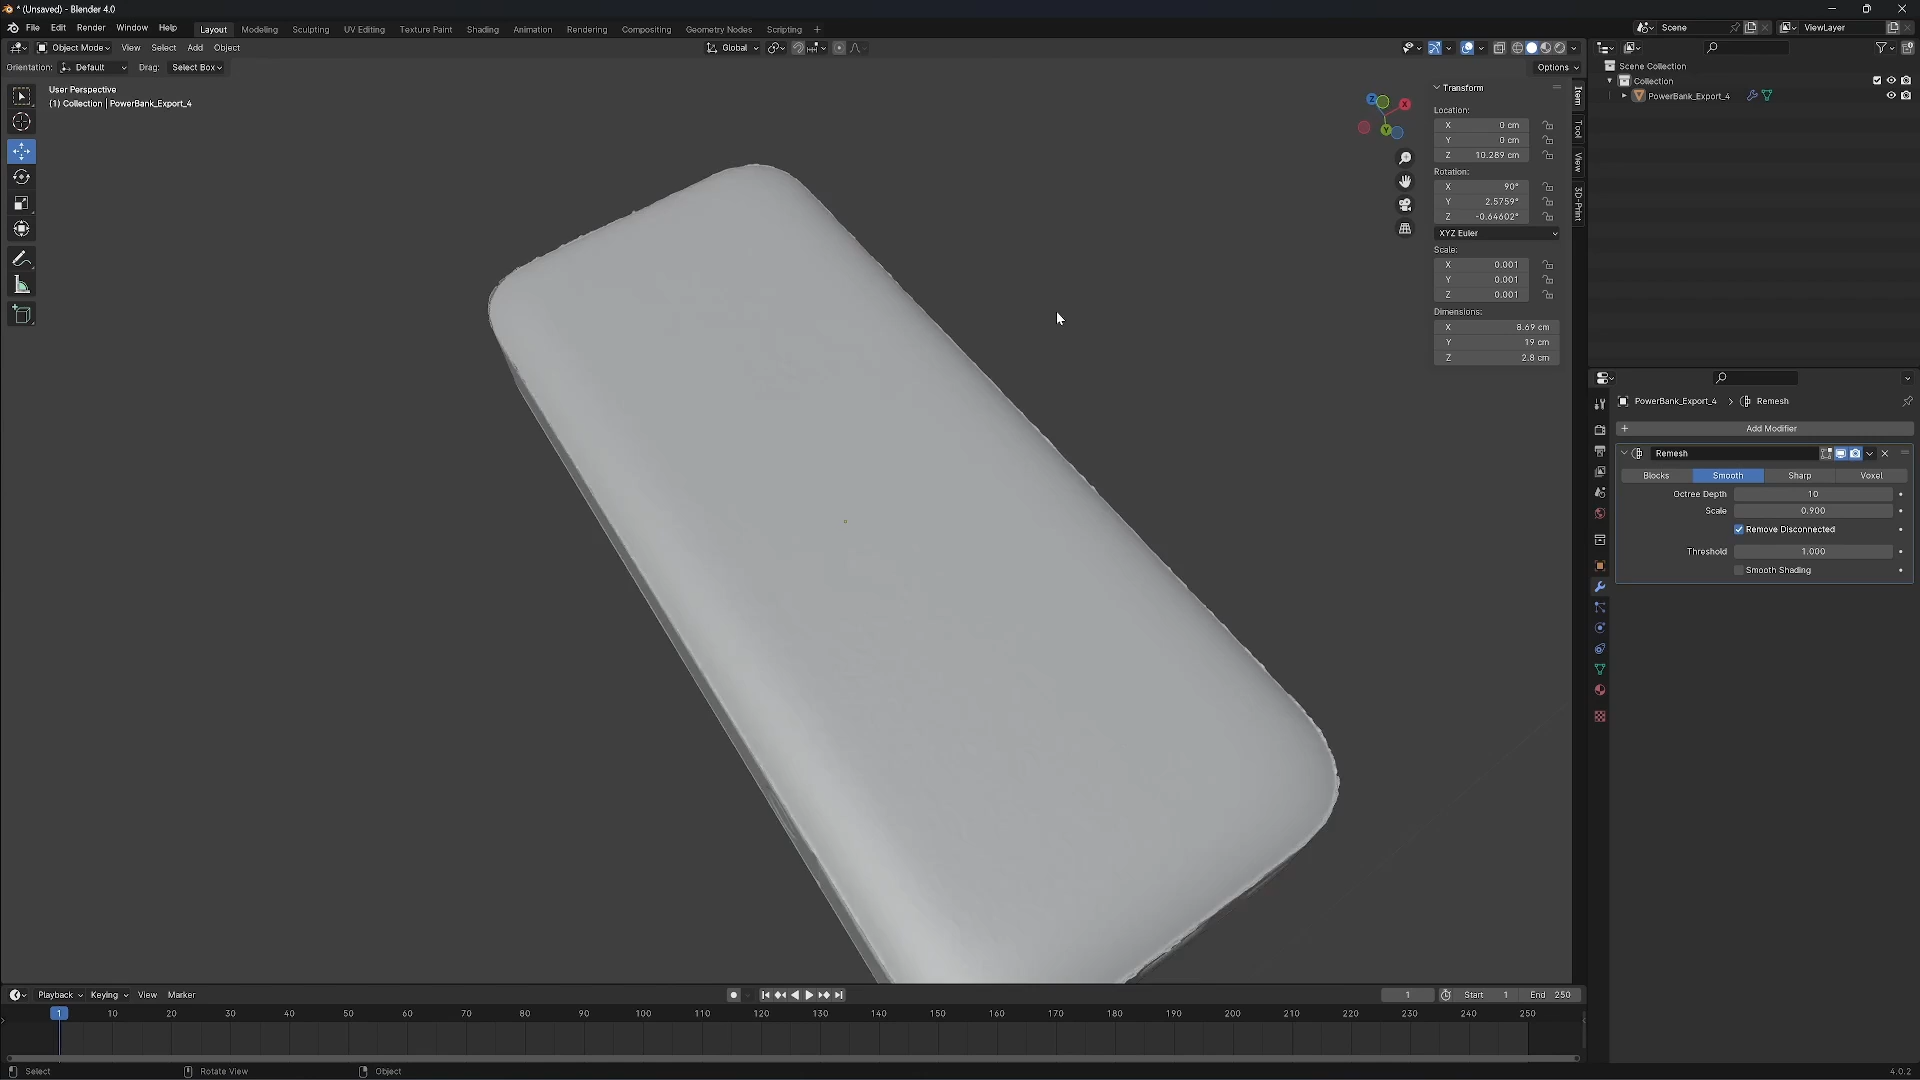 * (Unsaved) - Blender 4.0
File Edit Render Window Help
Layout Modeling Sculpting UV Editing Texture Paint Shading Animation Rendering Compositing Geometry Nodes Scripting +
Scene
ViewLayer
Object Mode View Select Add Object
Global
Orientation: Default Drag: Select Box
Options
User Perspective
(1) Collection | PowerBank_Export_4
Z
X
Y
Transform
Location:
X 0 cm
Y 0 cm
Z 10.289 cm
Rotation:
X 90°
Y 2.5759°
Z -0.64602°
XYZ Euler
Scale:
X 0.001
Y 0.001
Z 0.001
Dimensions:
X 8.69 cm
Y 19 cm
Z 2.8 cm
Item
Tool
View
3D-Print
Scene Collection
Collection
PowerBank_Export_4
PowerBank_Export_4 > Remesh
+ Add Modifier
Remesh
Blocks Smooth Sharp Voxel
Octree Depth 10
Scale 0.900
Remove Disconnected
Threshold 1.000
Smooth Shading
Playback Keying View Marker
1 Start 1 End 250
1 10 20 30 40 50 60 70 80 90 100 110 120 130 140 150 160 170 180 190 200 210 220 230 240 250
Select Rotate View Object
4.0.2